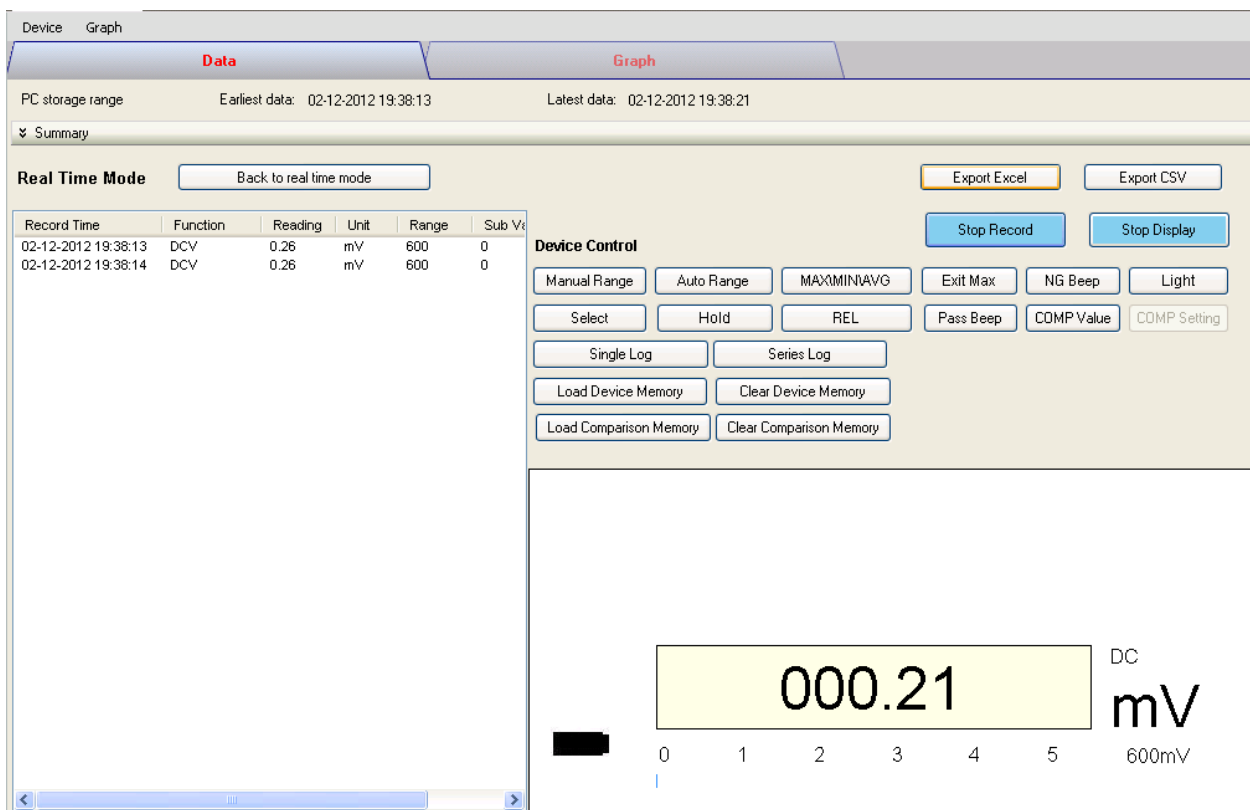 Device Graph
Data Graph
PC storage range Earliest data: 02-12-2012 19:38:13 Latest data: 02-12-2012 19:38:21
Summary
Real Time Mode Back to real time mode Export Excel Export CSV
Record Time Function Reading Unit Range Sub Va
02-12-2012 19:38:13 DCV 0.26 mV 600 0
02-12-2012 19:38:14 DCV 0.26 mV 600 0
Stop Record Stop Display
Device Control
Manual Range Auto Range MAX\MIN\AVG Exit Max NG Beep Light
Select Hold REL Pass Beep COMP Value COMP Setting
Single Log Series Log
Load Device Memory Clear Device Memory
Load Comparison Memory Clear Comparison Memory
000.21 DC
mV
0 1 2 3 4 5 600mV